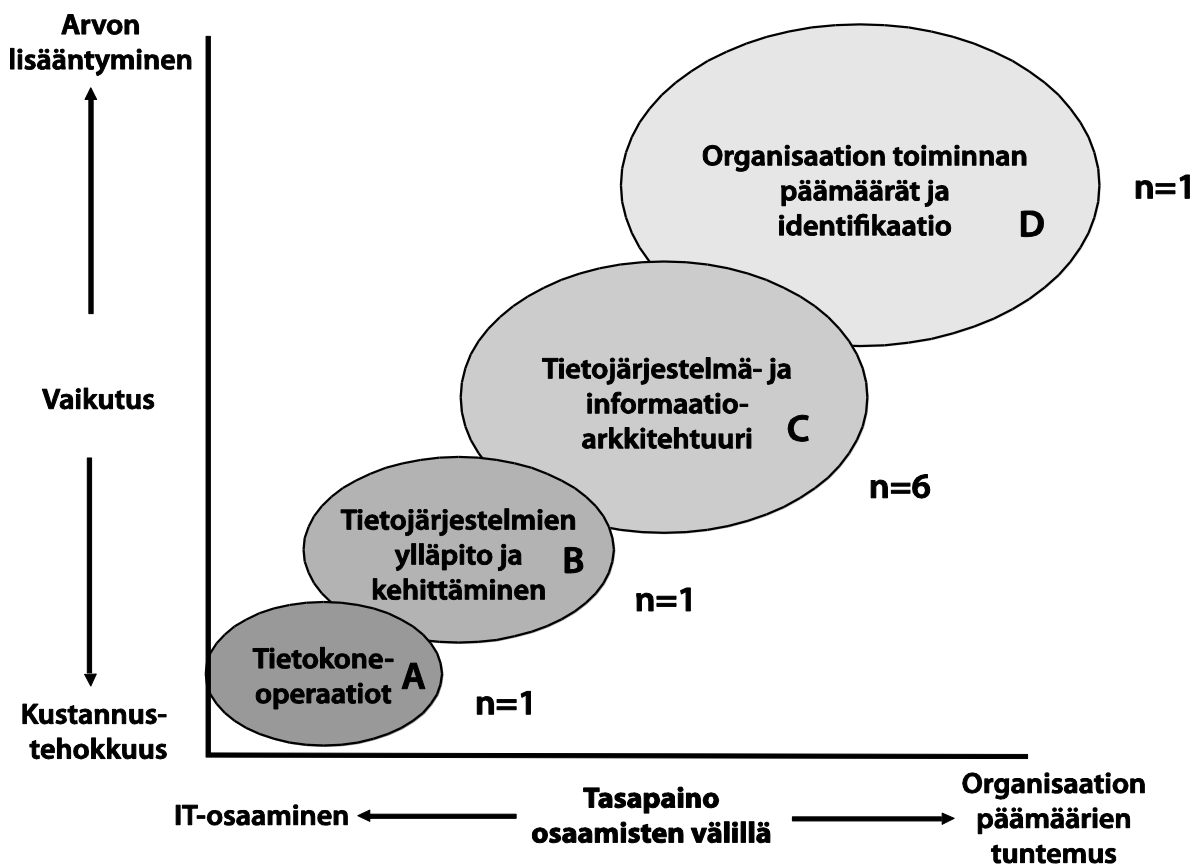 Arvon
lisääntyminen
Organisaation toiminnan
päämäärät ja
identifikaatio
D
n=1
Tietojärjestelmä- ja
informaatio-
arkkitehtuuri
C
Vaikutus
n=6
Tietojärjestelmien
ylläpito ja
kehittäminen
B
n=1
Tietokone-
operaatiot
A
n=1
Kustannus-
tehokkuus
IT-osaaminen
Tasapaino
osaamisten välillä
Organisaation
päämäärien
tuntemus